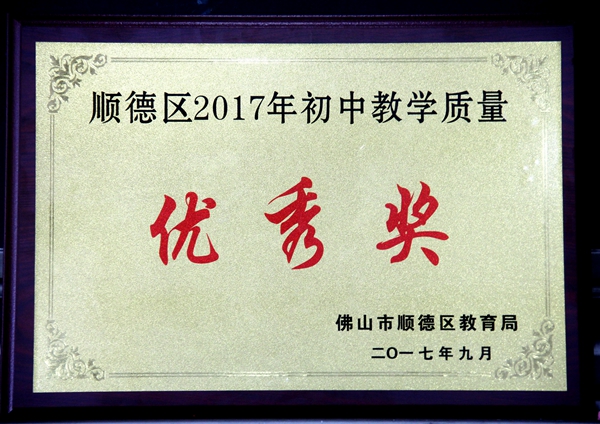 顺德区2017年初中教学质量
优秀奖
佛山市顺德区教育局
二〇一七年九月